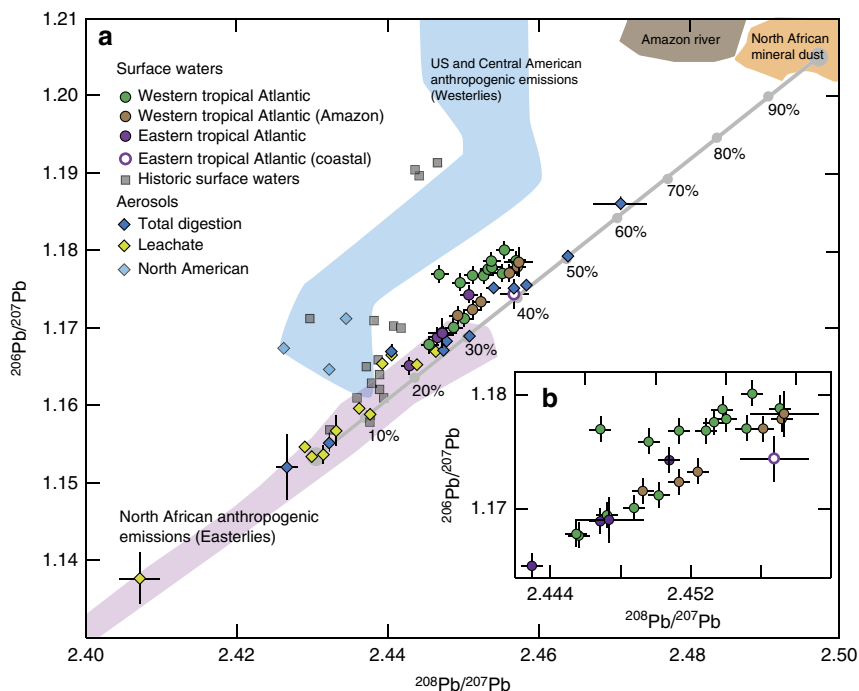 a
1.21
1.20
1.19
1.18
1.17
1.16
1.15
1.14
206Pb/207Pb
Surface waters
Western tropical Atlantic
Western tropical Atlantic (Amazon)
Eastern tropical Atlantic
Eastern tropical Atlantic (coastal)
Historic surface waters
Aerosols
Total digestion
Leachate
North American
US and Central American
anthropogenic emissions
(Westerlies)
Amazon river
North African
mineral dust
90%
80%
70%
60%
50%
40%
30%
20%
10%
North African anthropogenic
emissions (Easterlies)
b
1.18
1.17
206Pb/207Pb
2.444
2.452
208Pb/207Pb
2.40
2.42
2.44
2.46
2.48
2.50
208Pb/207Pb